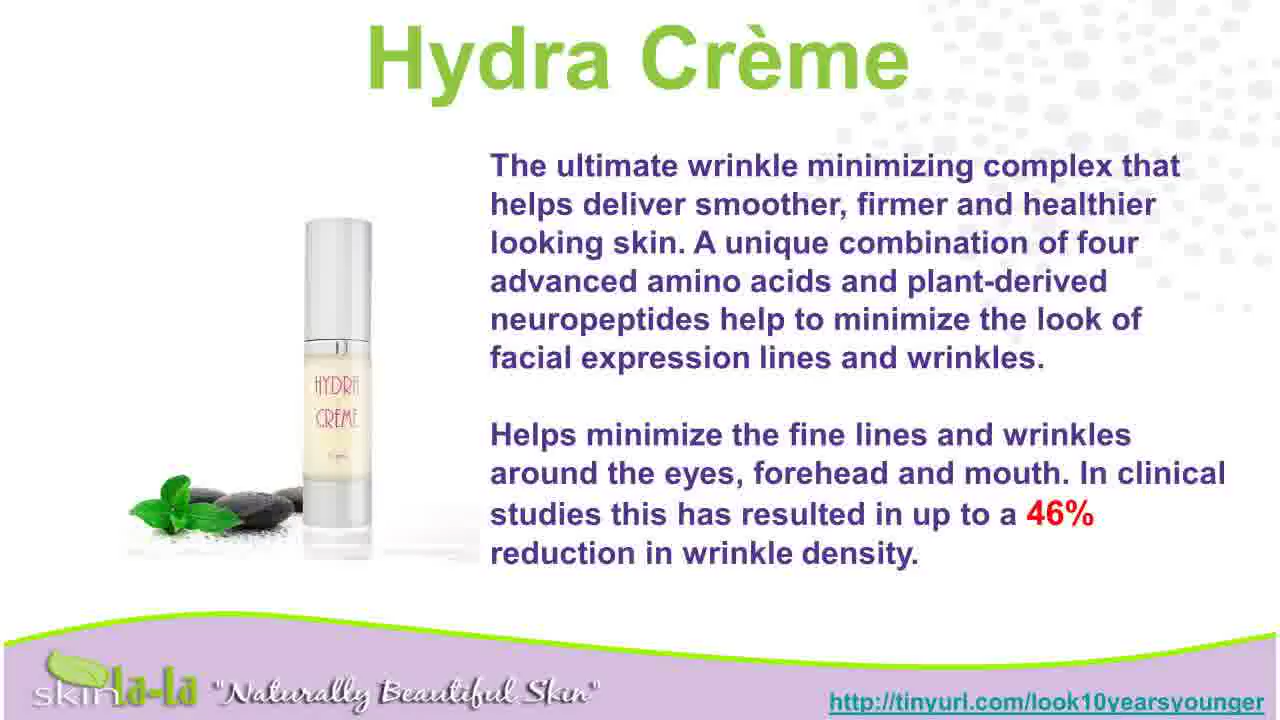 Hydra Crème
The ultimate wrinkle minimizing complex that
helps deliver smoother, firmer and healthier
looking skin. A unique combination of four
advanced amino acids and plant-derived
neuropeptides help to minimize the look of
facial expression lines and wrinkles.
HYDRA
CREME
Helps minimize the fine lines and wrinkles
around the eyes, forehead and mouth. In clinical
studies this has resulted in up to a 46%
reduction in wrinkle density.
skin la-la "Naturally Beautiful Skin"
http://tinyurl.com/look10yearsyounger